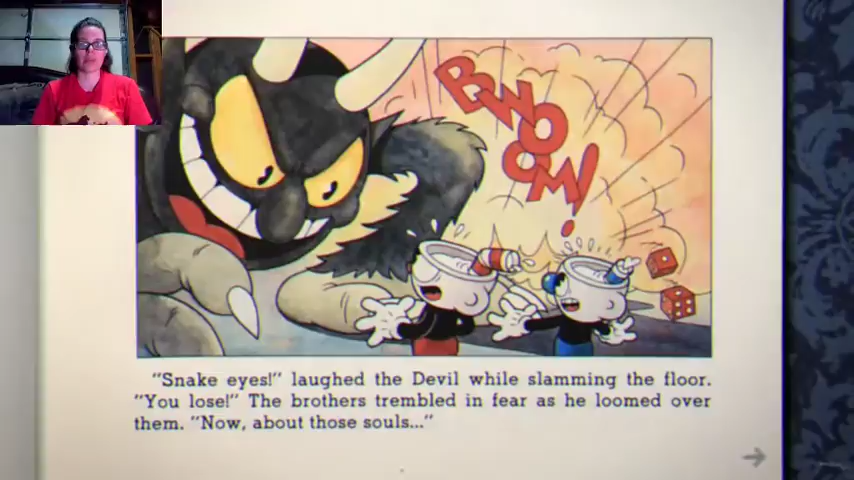 BWOOM!
"Snake eyes!" laughed the Devil while slamming the floor.
"You lose!" The brothers trembled in fear as he loomed over
them. "Now, about those souls..."